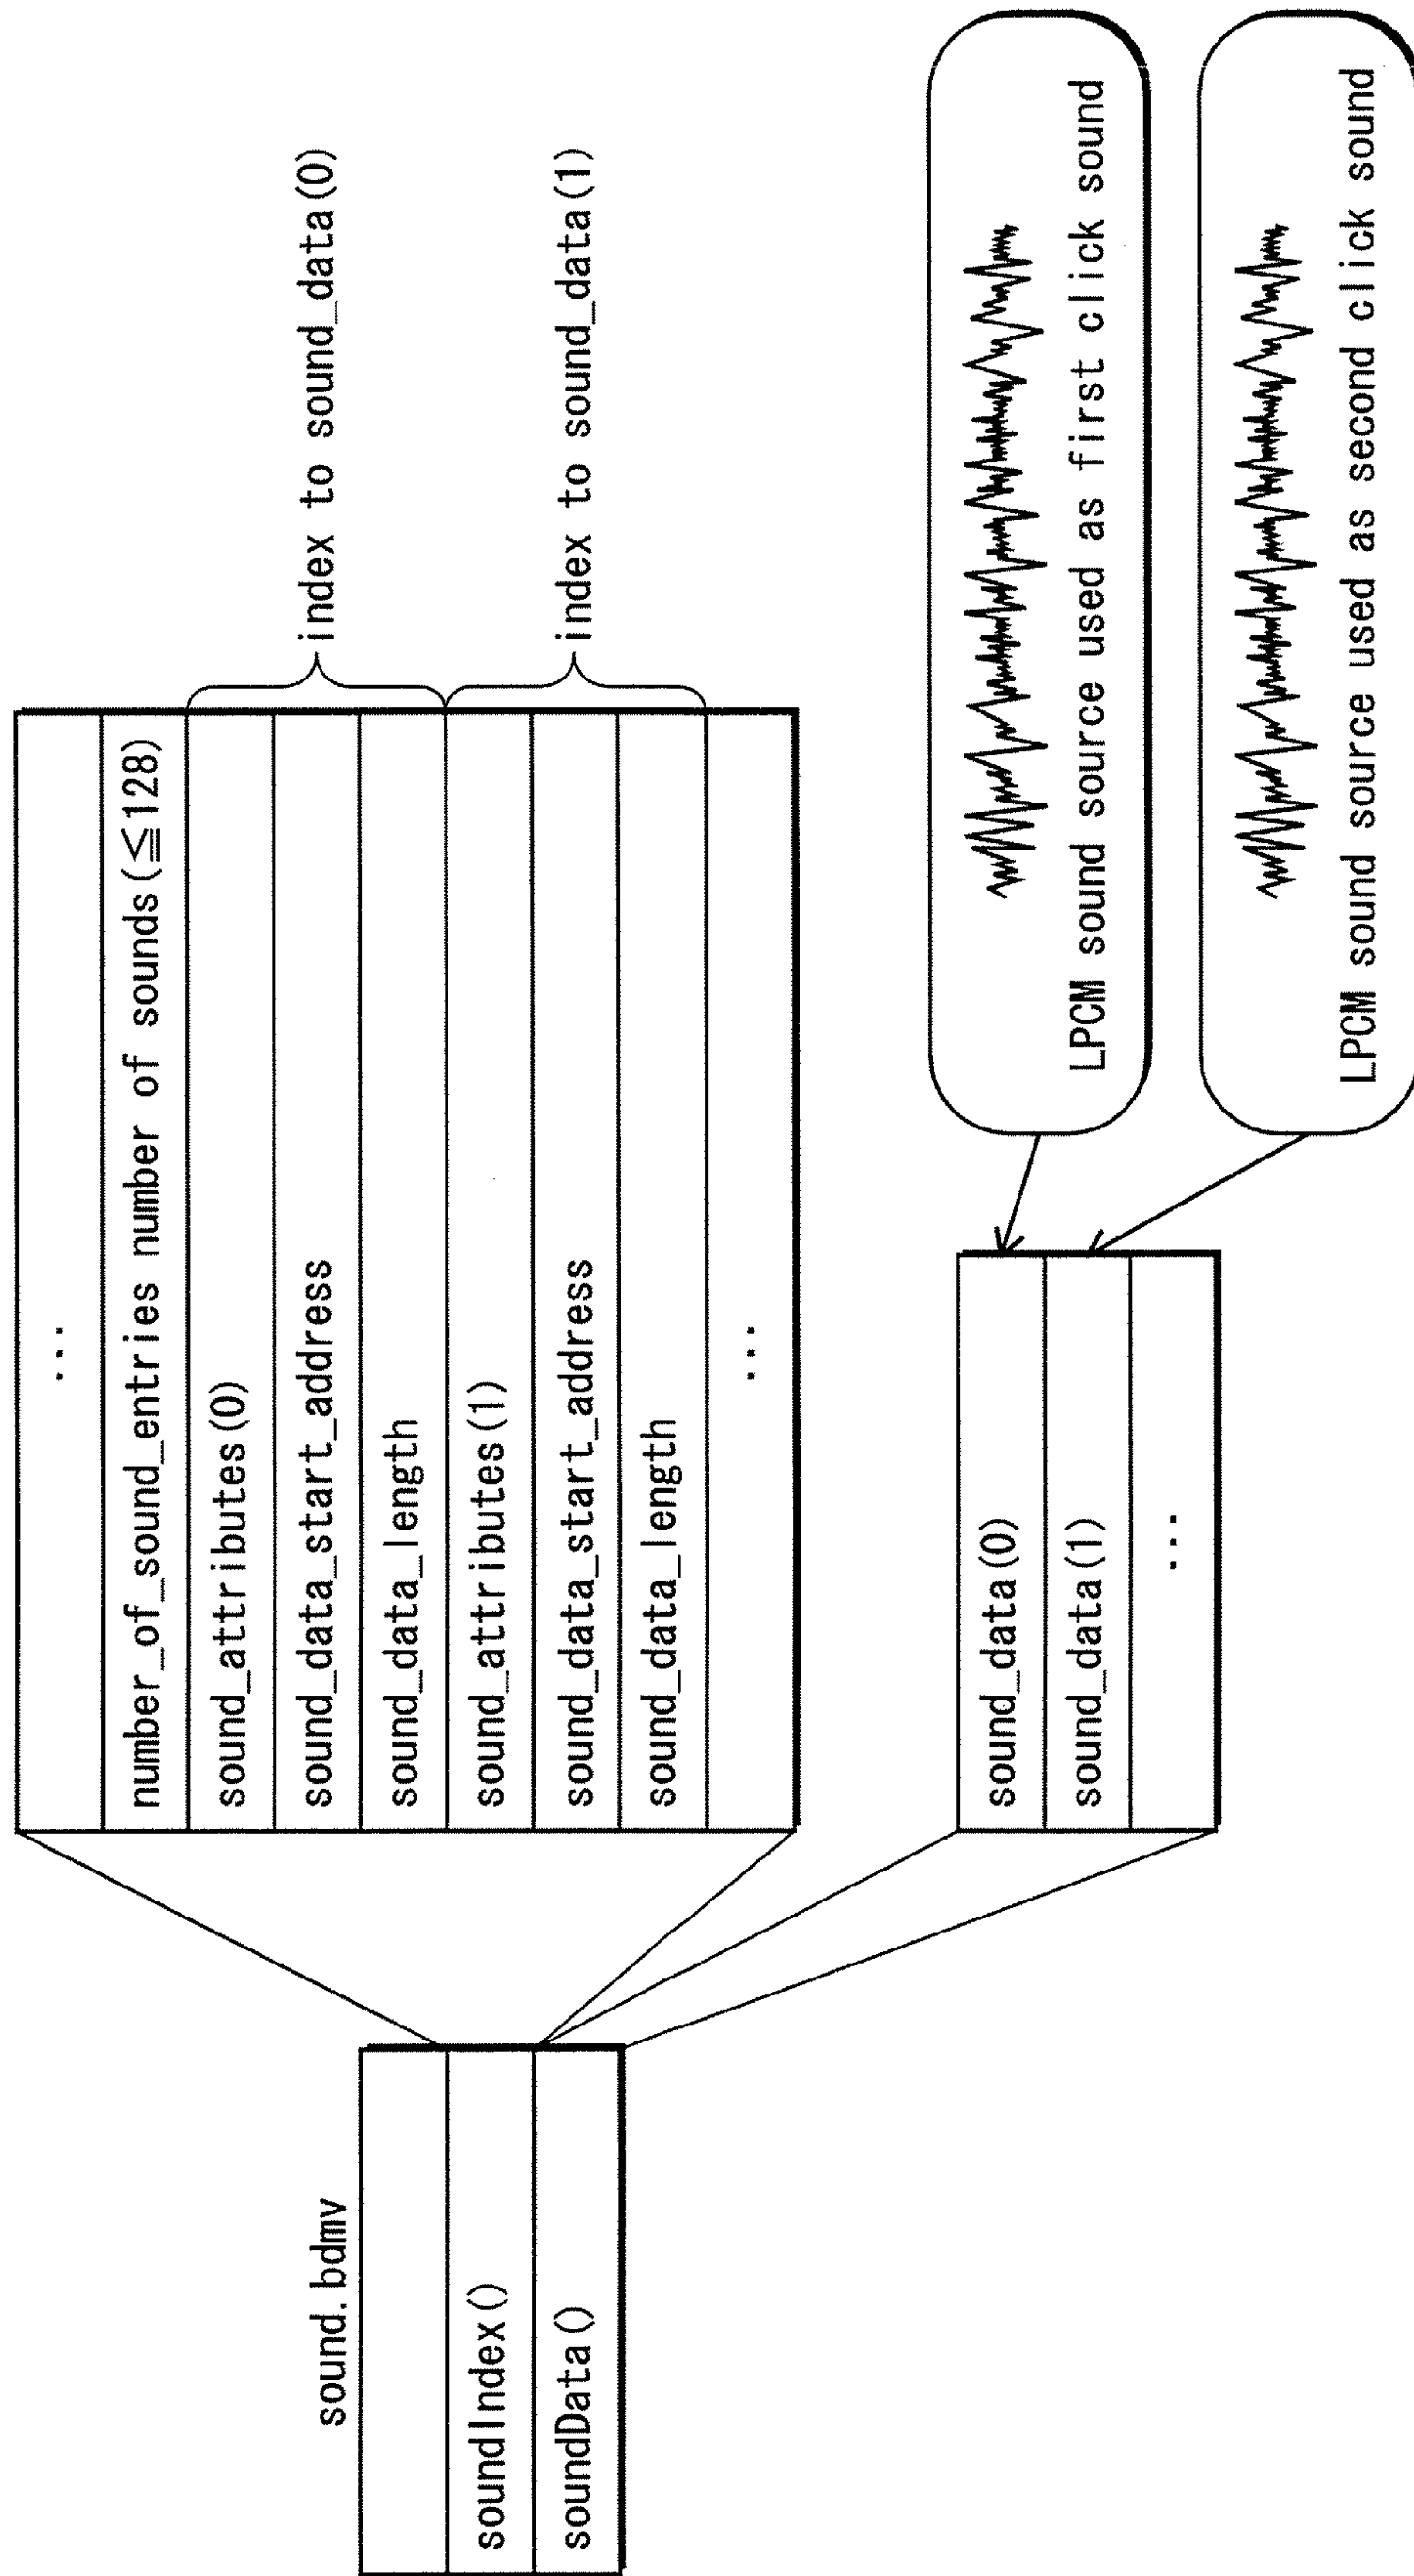 sound.bdmv
soundIndex()
soundData()
...
number_of_sound_entries number of sounds(≦128)
sound_attributes(0)
sound_data_start_address
sound_data_length
sound_attributes(1)
sound_data_start_address
sound_data_length
...
index to sound_data(0)
index to sound_data(1)
sound_data(0)
sound_data(1)
...
LPCM sound source used as first click sound
LPCM sound source used as second click sound